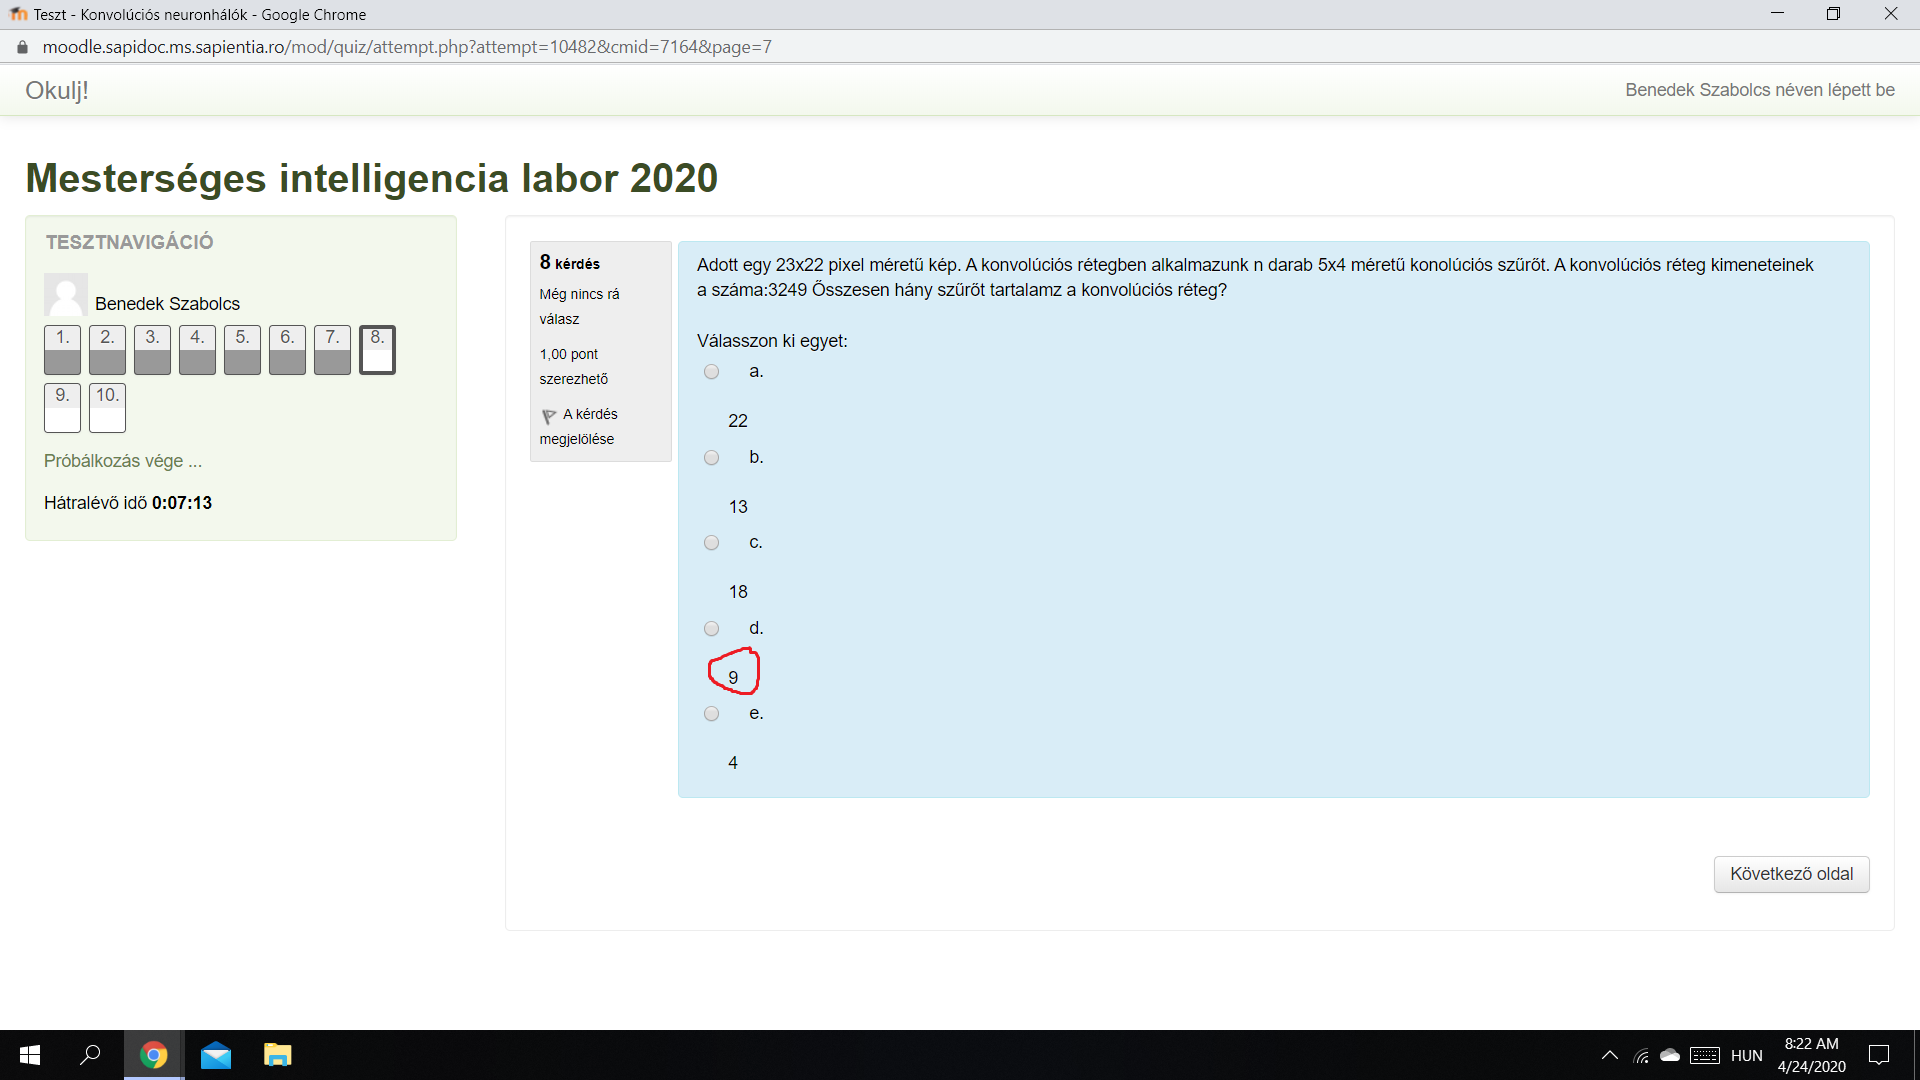 Teszt - Konvolúciós neuronhálók - Google Chrome
moodle.sapidoc.ms.sapientia.ro/mod/quiz/attempt.php?attempt=10482&cmid=7164&page=7
Okulj!
Benedek Szabolcs néven lépett be
Mesterséges intelligencia labor 2020
TESZTNAVIGÁCIÓ
Benedek Szabolcs
1. 2. 3. 4. 5. 6. 7. 8.
9. 10.
Próbálkozás vége ...
Hátralévő idő 0:07:13
8 kérdés
Még nincs rá
válasz
1,00 pont
szerezhető
A kérdés
megjelölése
Adott egy 23x22 pixel méretű kép. A konvolúciós rétegben alkalmazunk n darab 5x4 méretű konolúciós szűrőt. A konvolúciós réteg kimeneteinek
a száma:3249 Összesen hány szűrőt tartalamz a konvolúciós réteg?
Válasszon ki egyet:
a.
22
b.
13
c.
18
d.
9
e.
4
Következő oldal
HUN
8:22 AM
4/24/2020